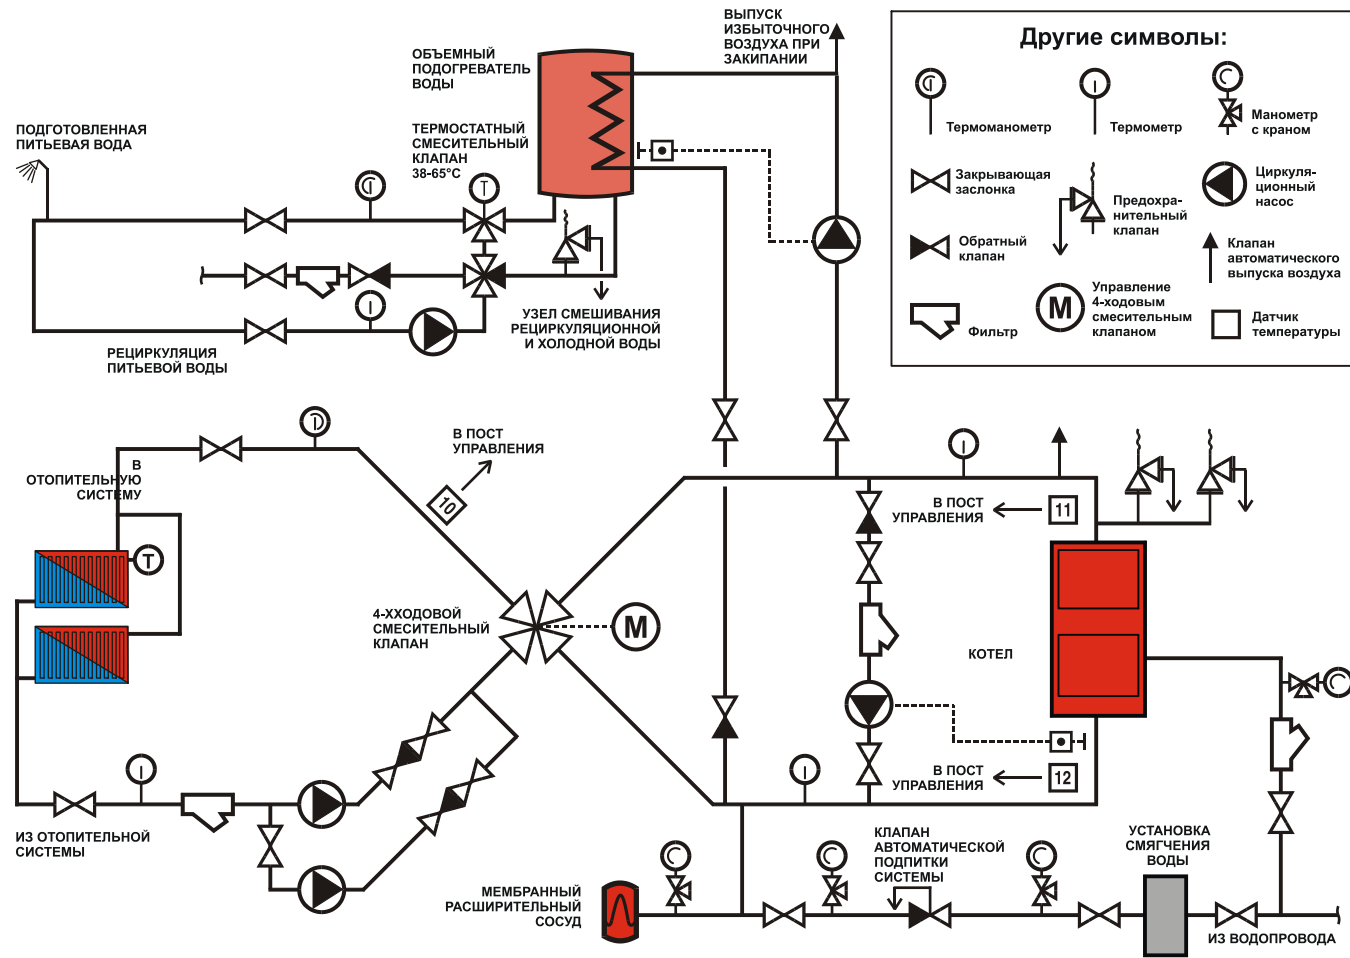 ВЫПУСК
ИЗБЫТОЧНОГО
ВОЗДУХА ПРИ
ЗАКИПАНИИ
Другие символы:
Термоманометр
Термометр
Манометр
с краном
Закрывающая
заслонка
Предохра-
нительный
клапан
Циркуля-
ционный
насос
Обратный
клапан
Клапан
автоматического
выпуска воздуха
Фильтр
M
Управление
4-ходовым
смесительным
клапаном
Датчик
температуры
ОБЪЕМНЫЙ
ПОДОГРЕВАТЕЛЬ
ВОДЫ
ТЕРМОСТАТНЫЙ
СМЕСИТЕЛЬНЫЙ
КЛАПАН
38-65°C
T
ПОДГОТОВЛЕННАЯ
ПИТЬЕВАЯ ВОДА
УЗЕЛ СМЕШИВАНИЯ
РЕЦИРКУЛЯЦИОННОЙ
И ХОЛОДНОЙ ВОДЫ
РЕЦИРКУЛЯЦИЯ
ПИТЬЕВОЙ ВОДЫ
В ПОСТ
УПРАВЛЕНИЯ
10
В
ОТОПИТЕЛЬНУЮ
СИСТЕМУ
T
В ПОСТ
УПРАВЛЕНИЯ
11
4-ХХОДОВОЙ
СМЕСИТЕЛЬНЫЙ
КЛАПАН
M
КОТЕЛ
В ПОСТ
УПРАВЛЕНИЯ
12
ИЗ ОТОПИТЕЛЬНОЙ
СИСТЕМЫ
МЕМБРАННЫЙ
РАСШИРИТЕЛЬНЫЙ
СОСУД
КЛАПАН
АВТОМАТИЧЕСКОЙ
ПОДПИТКИ
СИСТЕМЫ
УСТАНОВКА
СМЯГЧЕНИЯ
ВОДЫ
ИЗ ВОДОПРОВОДА